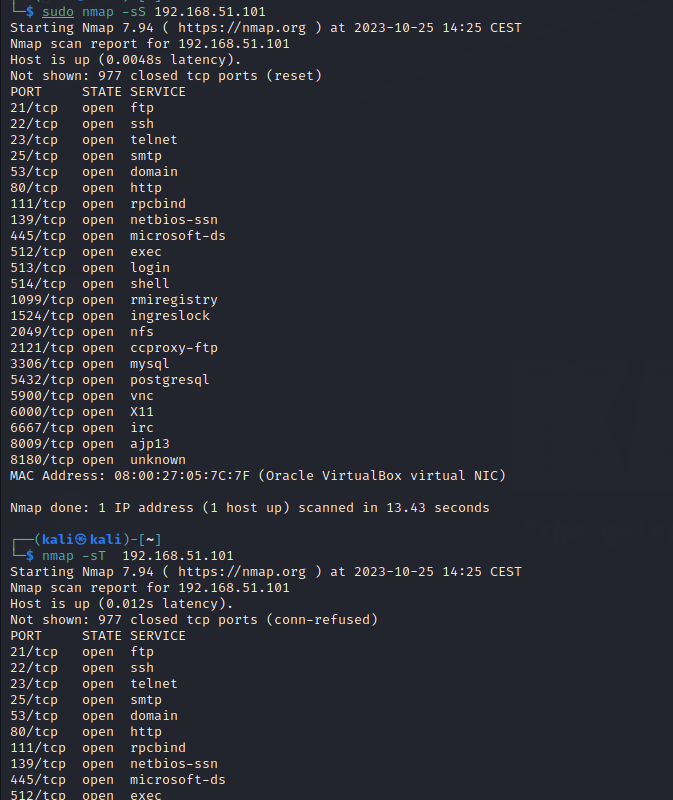 └─$ sudo nmap -sS 192.168.51.101
Starting Nmap 7.94 ( https://nmap.org ) at 2023-10-25 14:25 CEST
Nmap scan report for 192.168.51.101
Host is up (0.0048s latency).
Not shown: 977 closed tcp ports (reset)
PORT     STATE SERVICE
21/tcp   open  ftp
22/tcp   open  ssh
23/tcp   open  telnet
25/tcp   open  smtp
53/tcp   open  domain
80/tcp   open  http
111/tcp  open  rpcbind
139/tcp  open  netbios-ssn
445/tcp  open  microsoft-ds
512/tcp  open  exec
513/tcp  open  login
514/tcp  open  shell
1099/tcp open  rmiregistry
1524/tcp open  ingreslock
2049/tcp open  nfs
2121/tcp open  ccproxy-ftp
3306/tcp open  mysql
5432/tcp open  postgresql
5900/tcp open  vnc
6000/tcp open  X11
6667/tcp open  irc
8009/tcp open  ajp13
8180/tcp open  unknown
MAC Address: 08:00:27:05:7C:7F (Oracle VirtualBox virtual NIC)
Nmap done: 1 IP address (1 host up) scanned in 13.43 seconds
┌──(kali㉿kali)-[~]
└─$ nmap -sT  192.168.51.101
Starting Nmap 7.94 ( https://nmap.org ) at 2023-10-25 14:25 CEST
Nmap scan report for 192.168.51.101
Host is up (0.012s latency).
Not shown: 977 closed tcp ports (conn-refused)
PORT     STATE SERVICE
21/tcp   open  ftp
22/tcp   open  ssh
23/tcp   open  telnet
25/tcp   open  smtp
53/tcp   open  domain
80/tcp   open  http
111/tcp  open  rpcbind
139/tcp  open  netbios-ssn
445/tcp  open  microsoft-ds
512/tcp  open  exec